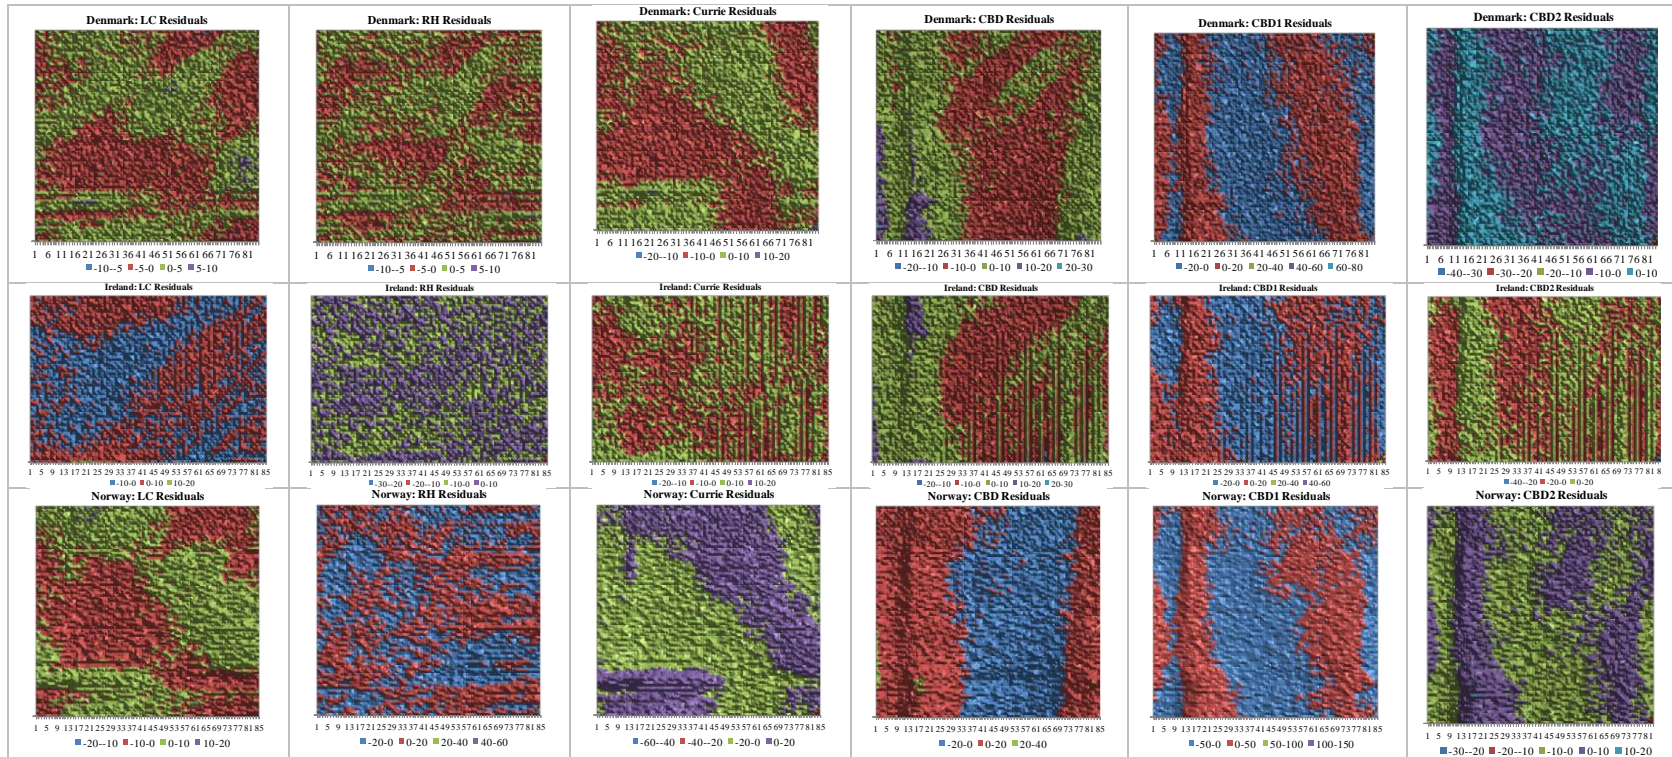 Denmark: LC Residuals
1 6 11 16 21 26 31 36 41 46 51 56 61 66 71 76 81
-10--5 -5-0 0-5 5-10
Denmark: RH Residuals
1 6 11 16 21 26 31 36 41 46 51 56 61 66 71 76 81
-10--5 -5-0 0-5 5-10
Denmark: Currie Residuals
1 6 11 16 21 26 31 36 41 46 51 56 61 66 71 76 81
-20--10 -10-0 0-10 10-20
Denmark: CBD Residuals
1 6 11 16 21 26 31 36 41 46 51 56 61 66 71 76 81
-20--10 -10-0 0-10 10-20 20-30
Denmark: CBD1 Residuals
1 6 11 16 21 26 31 36 41 46 51 56 61 66 71 76 81
-20-0 0-20 20-40 40-60 60-80
Denmark: CBD2 Residuals
1 6 11 16 21 26 31 36 41 46 51 56 61 66 71 76 81
-40--30 -30--20 -20--10 -10-0 0-10
Ireland: LC Residuals
1 5 9 13 17 21 25 29 33 37 41 45 49 53 57 61 65 69 73 77 81 85
-10-0 0-10 10-20
Ireland: RH Residuals
1 5 9 13 17 21 25 29 33 37 41 45 49 53 57 61 65 69 73 77 81 85
-30--20 -20--10 -10-0 0-10
Ireland: Currie Residuals
1 5 9 13 17 21 25 29 33 37 41 45 49 53 57 61 65 69 73 77 81 85
-20--10 -10-0 0-10 10-20
Ireland: CBD Residuals
1 5 9 13 17 21 25 29 33 37 41 45 49 53 57 61 65 69 73 77 81 85
-20--10 -10-0 0-10 10-20 20-30
Ireland: CBD1 Residuals
1 5 9 13 17 21 25 29 33 37 41 45 49 53 57 61 65 69 73 77 81 85
-20-0 0-20 20-40 40-60
Ireland: CBD2 Residuals
1 5 9 13 17 21 25 29 33 37 41 45 49 53 57 61 65 69 73 77 81
-40--20 -20-0 0-20
Norway: LC Residuals
1 5 9 13 17 21 25 29 33 37 41 45 49 53 57 61 65 69 73 77 81 85
-20--10 -10-0 0-10 10-20
Norway: RH Residuals
1 5 9 13 17 21 25 29 33 37 41 45 49 53 57 61 65 69 73 77 81 85
-20-0 0-20 20-40 40-60
Norway: Currie Residuals
1 5 9 13 17 21 25 29 33 37 41 45 49 53 57 61 65 69 73 77 81 85
-60--40 -40--20 -20-0 0-20
Norway: CBD Residuals
1 5 9 13 17 21 25 29 33 37 41 45 49 53 57 61 65 69 73 77 81 85
-20-0 0-20 20-40
Norway: CBD1 Residuals
1 5 9 13 17 21 25 29 33 37 41 45 49 53 57 61 65 69 73 77 81 85
-50-0 0-50 50-100 100-150
Norway: CBD2 Residuals
1 5 9 13 17 21 25 29 33 37 41 45 49 53 57 61 65 69 73 77 81 85
-30--20 -20--10 -10-0 0-10 10-20